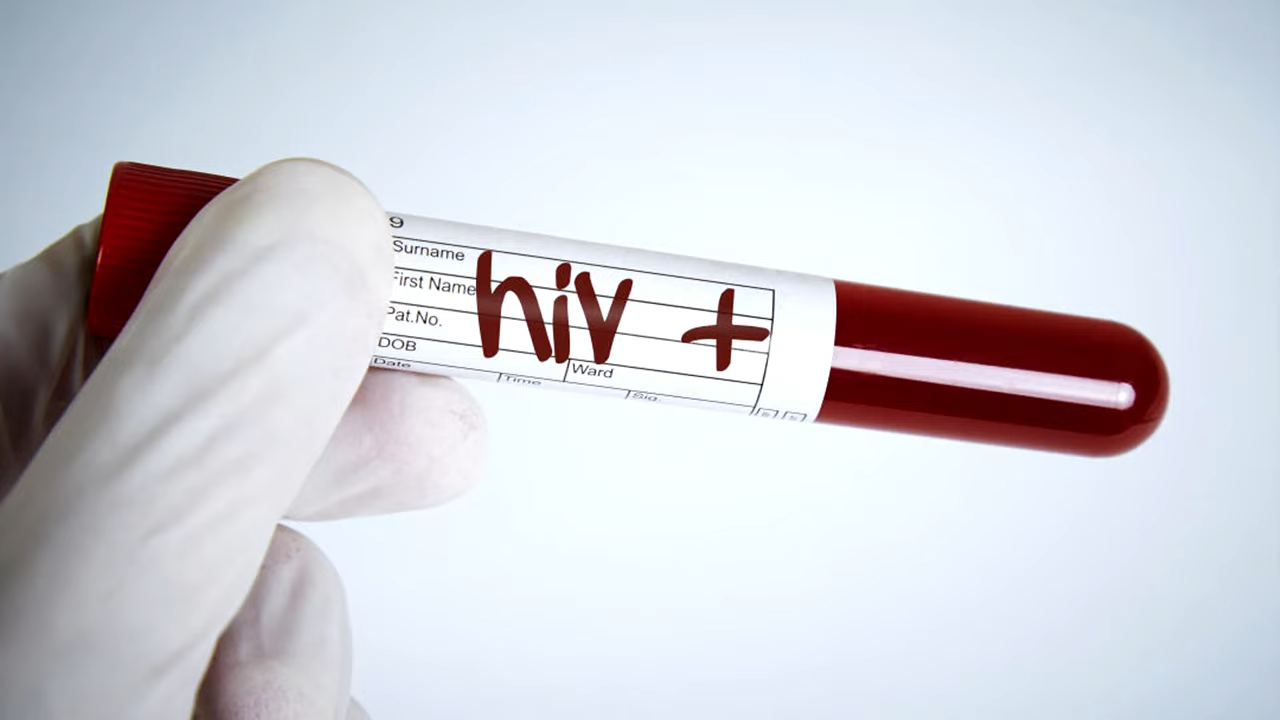 9
Surname
First Name
hiv +
Pat.No.
DOB
Ward
Date
Time
Sig.